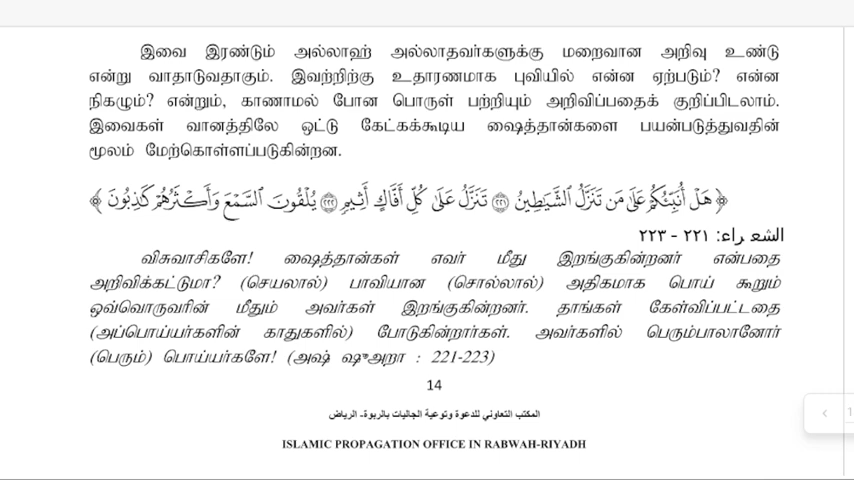 இவை இரண்டும் அல்லாஹ் அல்லாதவர்களுக்கு மறைவான அறிவு உண்டு
என்று வாதாடுவதாகும். இவற்றிற்கு உதாரணமாக புவியில் என்ன ஏற்படும்? என்ன
நிகழும்? என்றும், காணாமல் போன பொருள் பற்றியும் அறிவிப்பதைக் குறிப்பிடலாம்.
இவைகள் வானத்திலே ஒட்டு கேட்கக்கூடிய ஷைத்தான்களை பயன்படுத்துவதின்
மூலம் மேற்கொள்ளப்படுகின்றன.
﴿ هَلْ أُنَبِّئُكُمْ عَلَىٰ مَن تَنَزَّلُ الشَّيَاطِينُ ﴿٢٢١﴾ تَنَزَّلُ عَلَىٰ كُلِّ أَفَّاكٍ أَثِيمٍ ﴿٢٢٢﴾ يُلْقُونَ السَّمْعَ وَأَكْثَرُهُمْ كَاذِبُونَ ﴾
الشعراء: ٢٢١ - ٢٢٣
விசுவாசிகளே! ஷைத்தான்கள் எவர் மீது இறங்குகின்றனர் என்பதை
அறிவிக்கட்டுமா? (செயலால்) பாவியான (சொல்லால்) அதிகமாக பொய் கூறும்
ஒவ்வொருவரின் மீதும் அவர்கள் இறங்குகின்றனர். தாங்கள் கேள்விப்பட்டதை
(அப்பொய்யர்களின் காதுகளில்) போடுகின்றார்கள். அவர்களில் பெரும்பாலானோர்
(பெரும்) பொய்யர்களே! (அஷ் ஷுஅரா : 221-223)
14
المكتب التعاوني للدعوة وتوعية الجاليات بالربوة- الرياض
ISLAMIC PROPAGATION OFFICE IN RABWAH-RIYADH